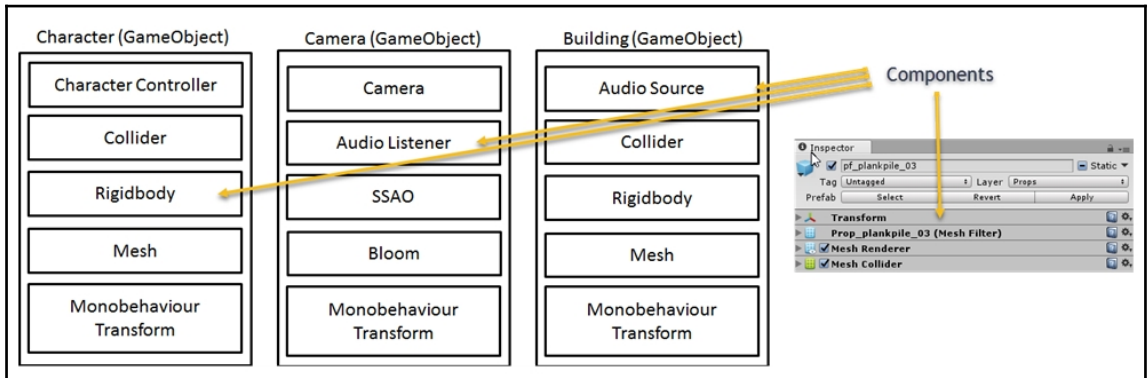 Character (GameObject)
Character Controller
Collider
Rigidbody
Mesh
Monobehaviour
Transform
Camera (GameObject)
Camera
Audio Listener
SSAO
Bloom
Monobehaviour
Transform
Building (GameObject)
Audio Source
Collider
Rigidbody
Mesh
Monobehaviour
Transform
Components
Inspector
pf_plankpile_03 Static
Tag Untagged Layer Props
Prefab Select Revert Apply
Transform
Prop_plankpile_03 (Mesh Filter)
Mesh Renderer
Mesh Collider